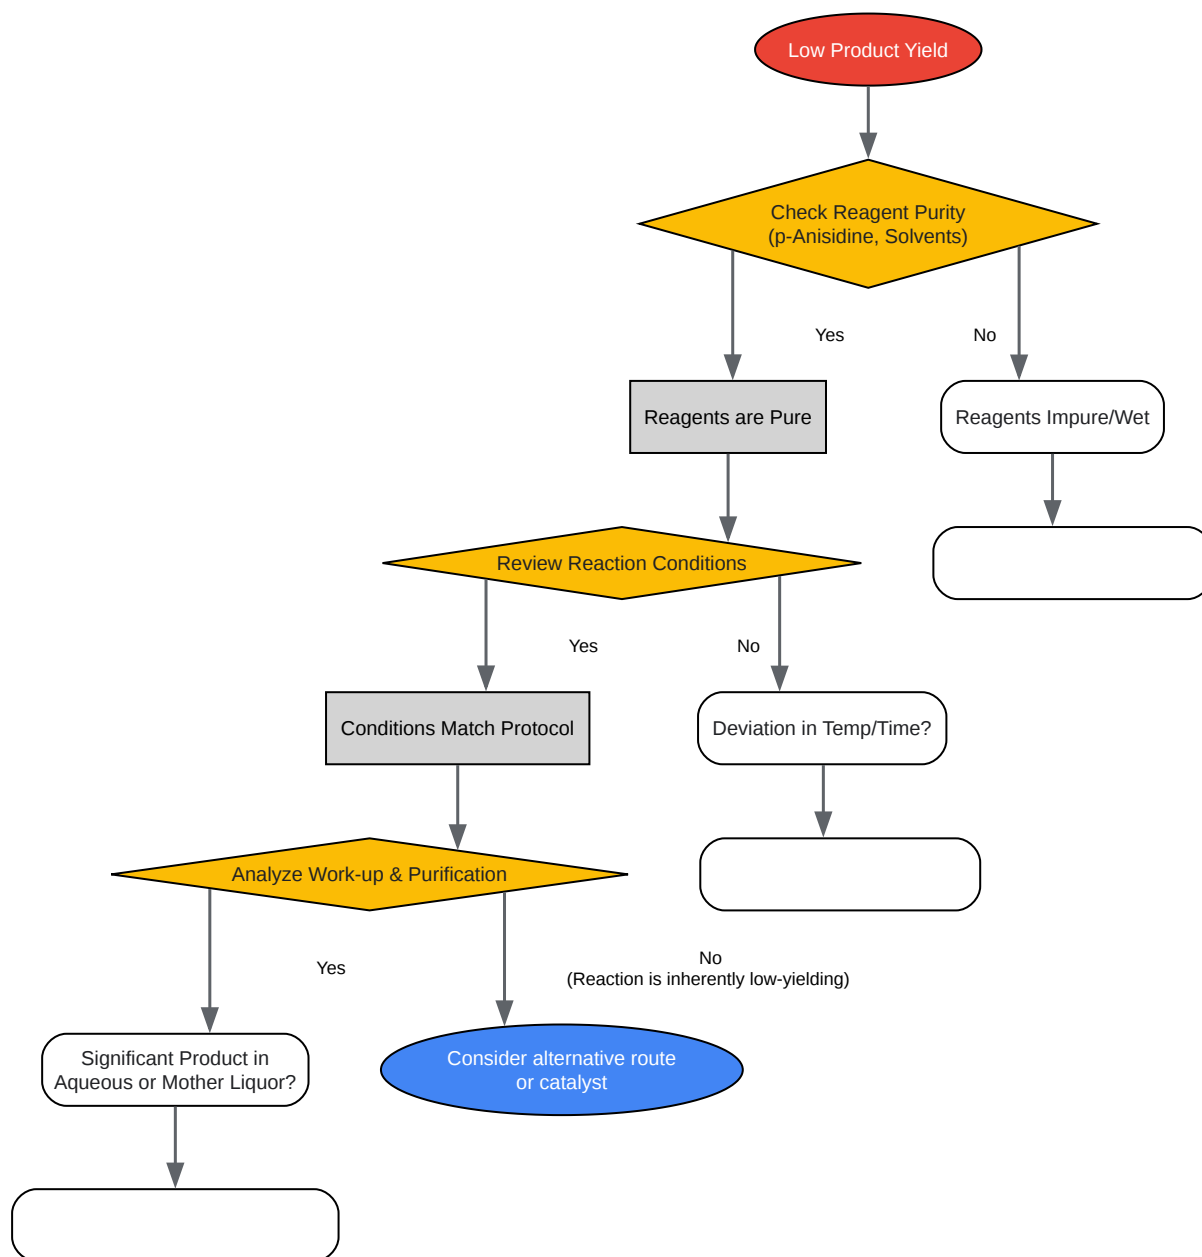 Low Product Yield
Check Reagent Purity
(p-Anisidine, Solvents)
Yes
No
Reagents are Pure
Reagents Impure/Wet
Review Reaction Conditions
Yes
No
Conditions Match Protocol
Deviation in Temp/Time?
Analyze Work-up & Purification
Yes
No
(Reaction is inherently low-yielding)
Significant Product in
Aqueous or Mother Liquor?
Consider alternative route
or catalyst